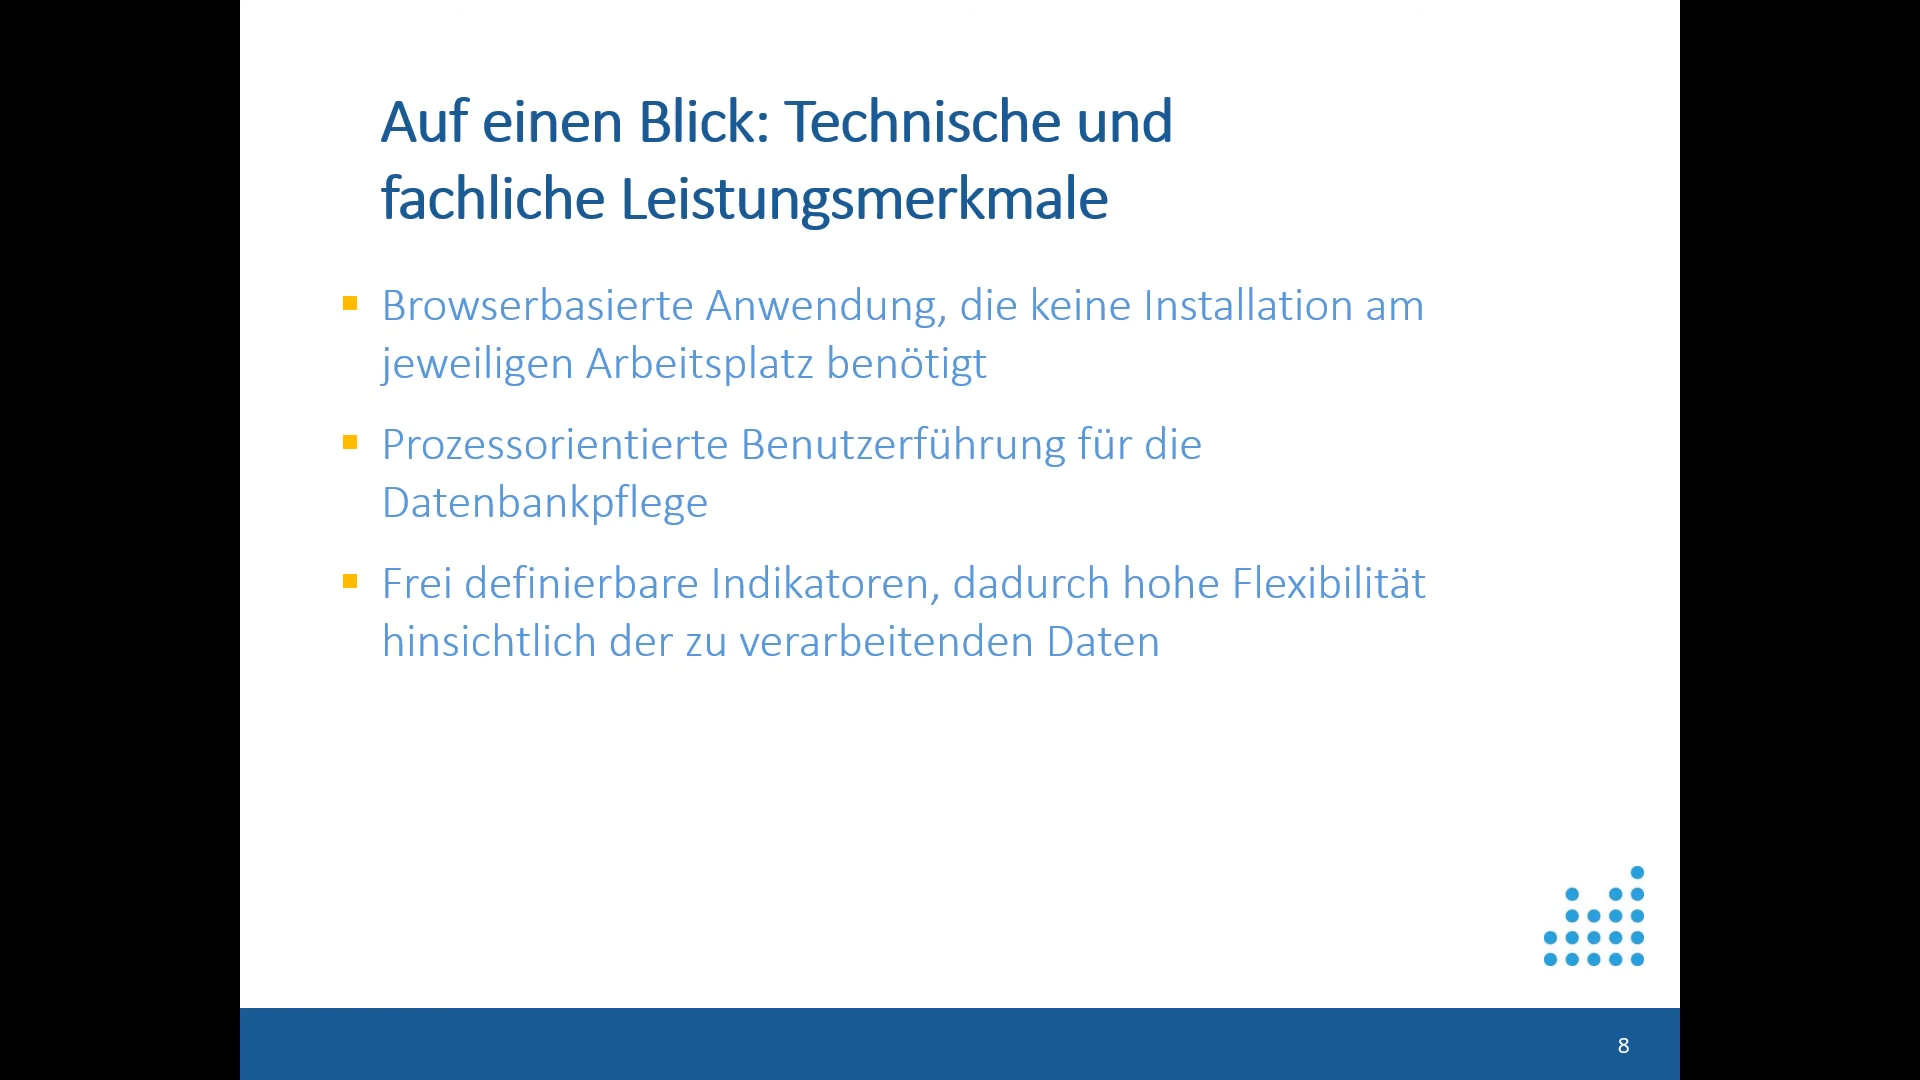 Auf einen Blick: Technische und
fachliche Leistungsmerkmale
Browserbasierte Anwendung, die keine Installation am
jeweiligen Arbeitsplatz benötigt
Prozessorientierte Benutzerführung für die
Datenbankpflege
Frei definierbare Indikatoren, dadurch hohe Flexibilität
hinsichtlich der zu verarbeitenden Daten
8